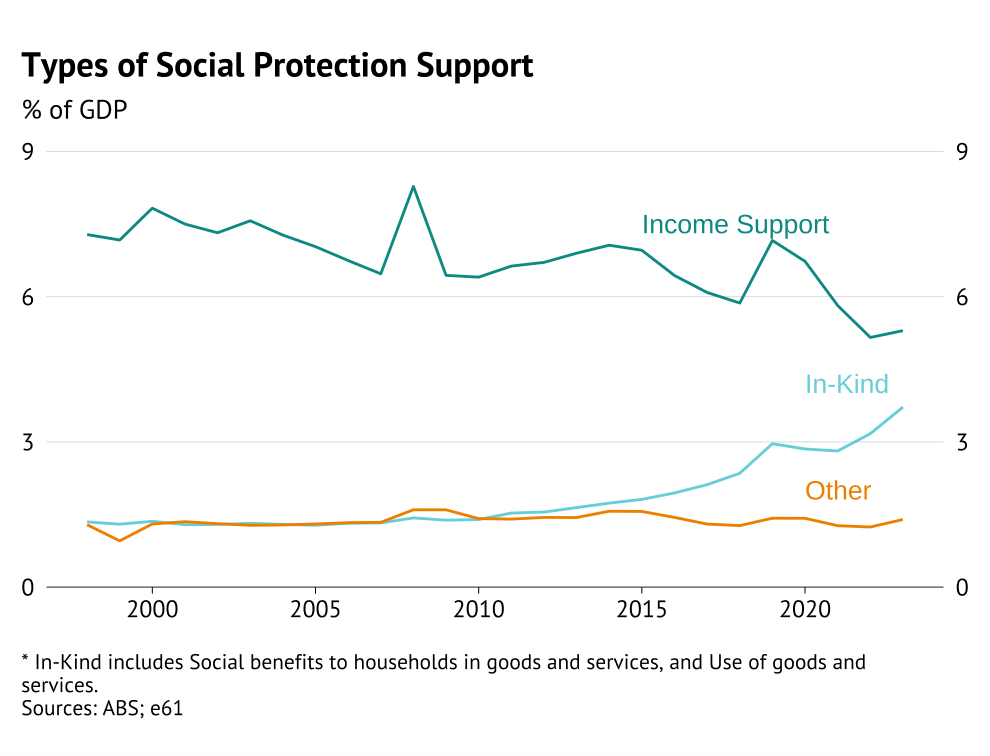 Types of Social Protection Support
% of GDP
9 9
Income Support
6 6
In-Kind
3 3
Other
0 0
2000 2005 2010 2015 2020
* In-Kind includes Social benefits to households in goods and services, and Use of goods and
services.
Sources: ABS; e61